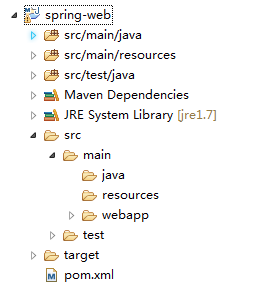 spring-web
src/main/java
src/main/resources
src/test/java
Maven Dependencies
JRE System Library [jre1.7]
src
main
java
resources
webapp
test
target
pom.xml